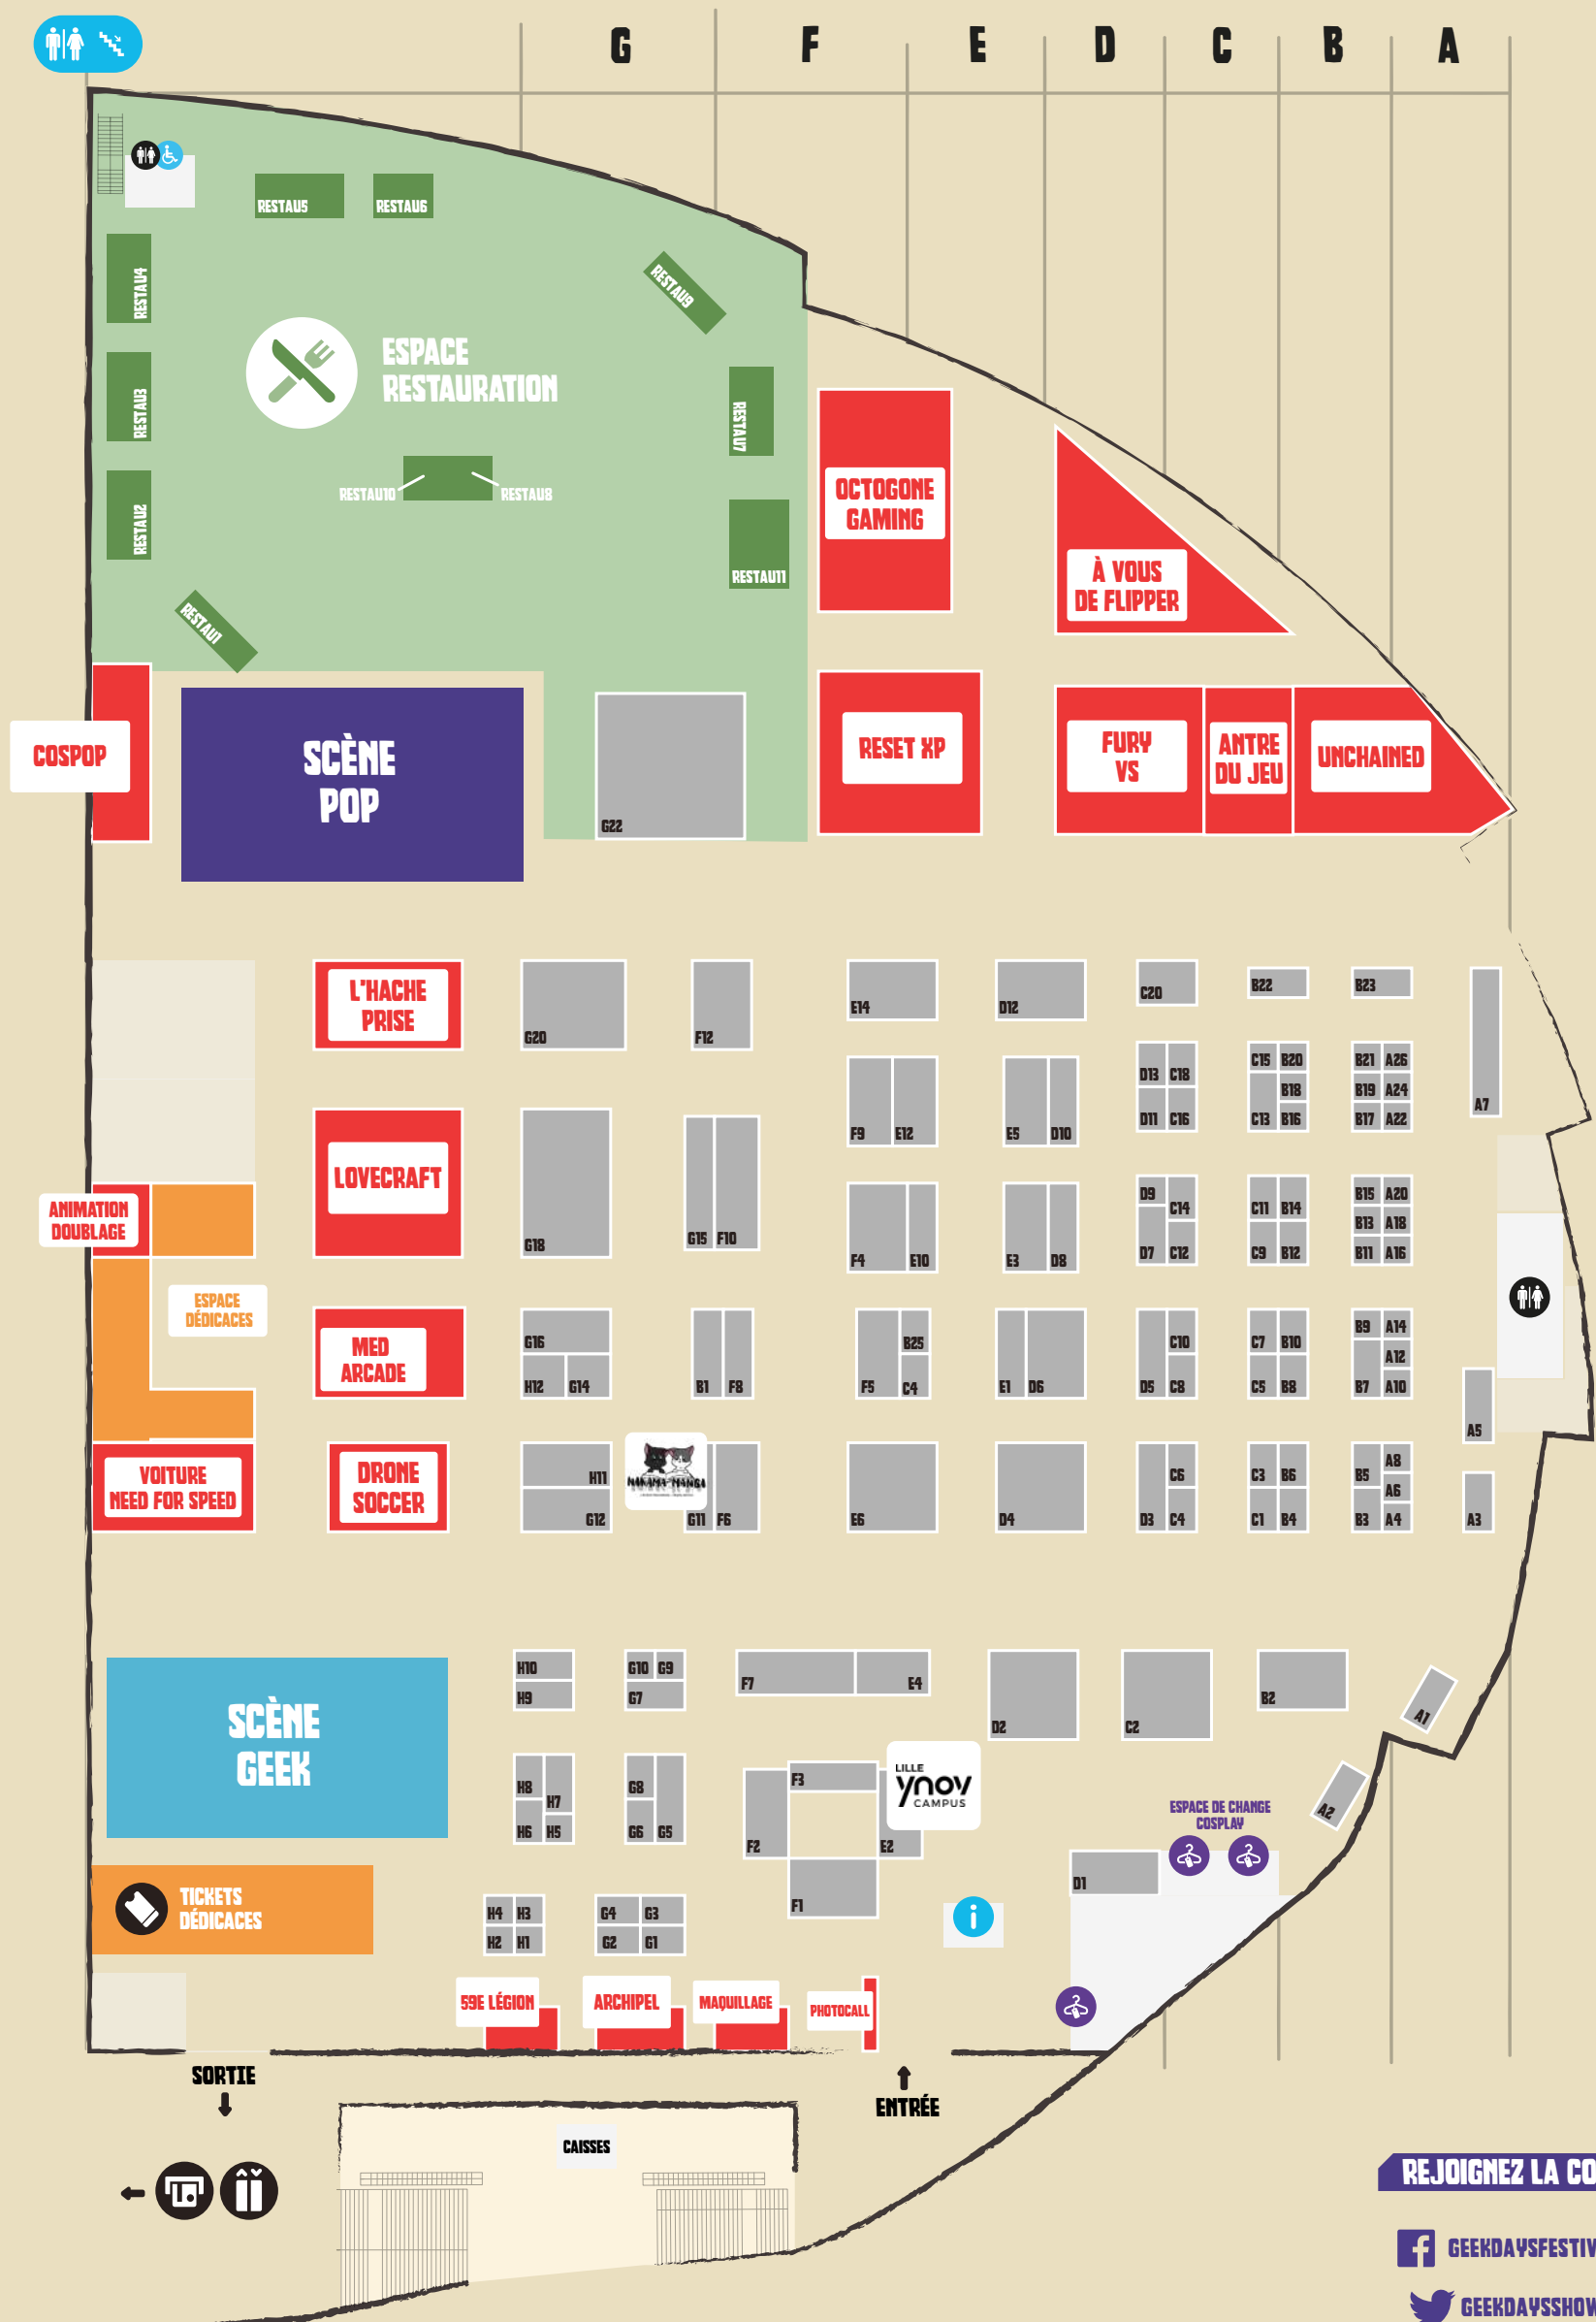 G F E D C B A
RESTAU5 RESTAU6
RESTAU4
RESTAU9
ESPACE
RESTAURATION
RESTAU3
RESTAU7
RESTAU10 RESTAU8
RESTAU2
RESTAU11
RESTAU1
OCTOGONE
GAMING
À VOUS
DE FLIPPER
COSPOP
SCÈNE
POP
G22
RESET XP
FURY
VS
ANTRE
DU JEU
UNCHAINED
L'HACHE
PRISE
G20 F12 E14 D12 C20 B22 B23
A7
F9 E12 E5 D10
D13 C18 C15 B20 B21 A26
B18 B19 A24
D11 C16 C13 B16 B17 A22
LOVECRAFT
G18 G15 F10 F4 E10 E3 D8
D9 C14 C11 B14 B15 A20
B13 A18
D7 C12 C9 B12 B11 A16
ANIMATION
DOUBLAGE
ESPACE
DÉDICACES
MED
ARCADE
G16
H12 G14 B1 F8 F5 B25
C4 E1 D6
D5 C10 C7 B10 B9 A14
A12
C8 C5 B8 B7 A10
A5
VOITURE
NEED FOR SPEED
DRONE
SOCCER
H11
G12
NAKAMA MANGA
G11 F6 E6 D4
D3 C6 C3 B6 B5 A8
A6
C4 C1 B4 B3 A4
A3
SCÈNE
GEEK
H10 G10 G9
H9 G7
F7 E4
D2 C2 B2 A1
H8 H7 G8
H6 H5 G6 G5
F3
F2 E2
F1
LILLE
ynov
CAMPUS
A2
ESPACE DE CHANGE
COSPLAY
D1
TICKETS
DÉDICACES
H4 H3 G4 G3
H2 H1 G2 G1
i
59E LÉGION ARCHIPEL MAQUILLAGE PHOTOCALL
SORTIE
ENTRÉE
CAISSES
REJOIGNEZ LA CO
GEEKDAYSFESTIV
GEEKDAYSSHOW